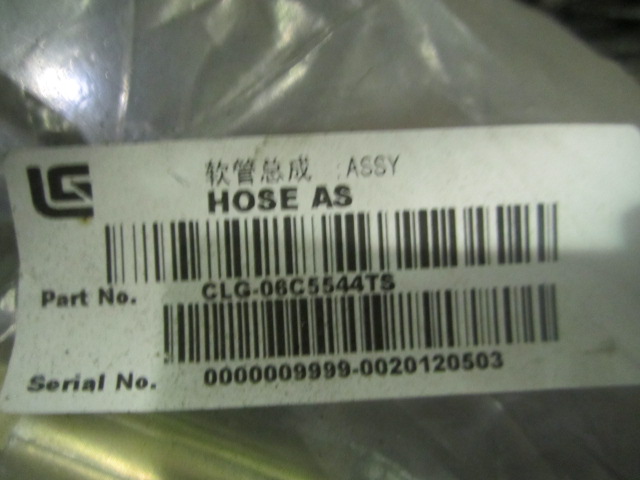 软管总成 :ASSY
HOSE AS
Part No. CLG-06C5544TS
Serial No. 0000009999-0020120503